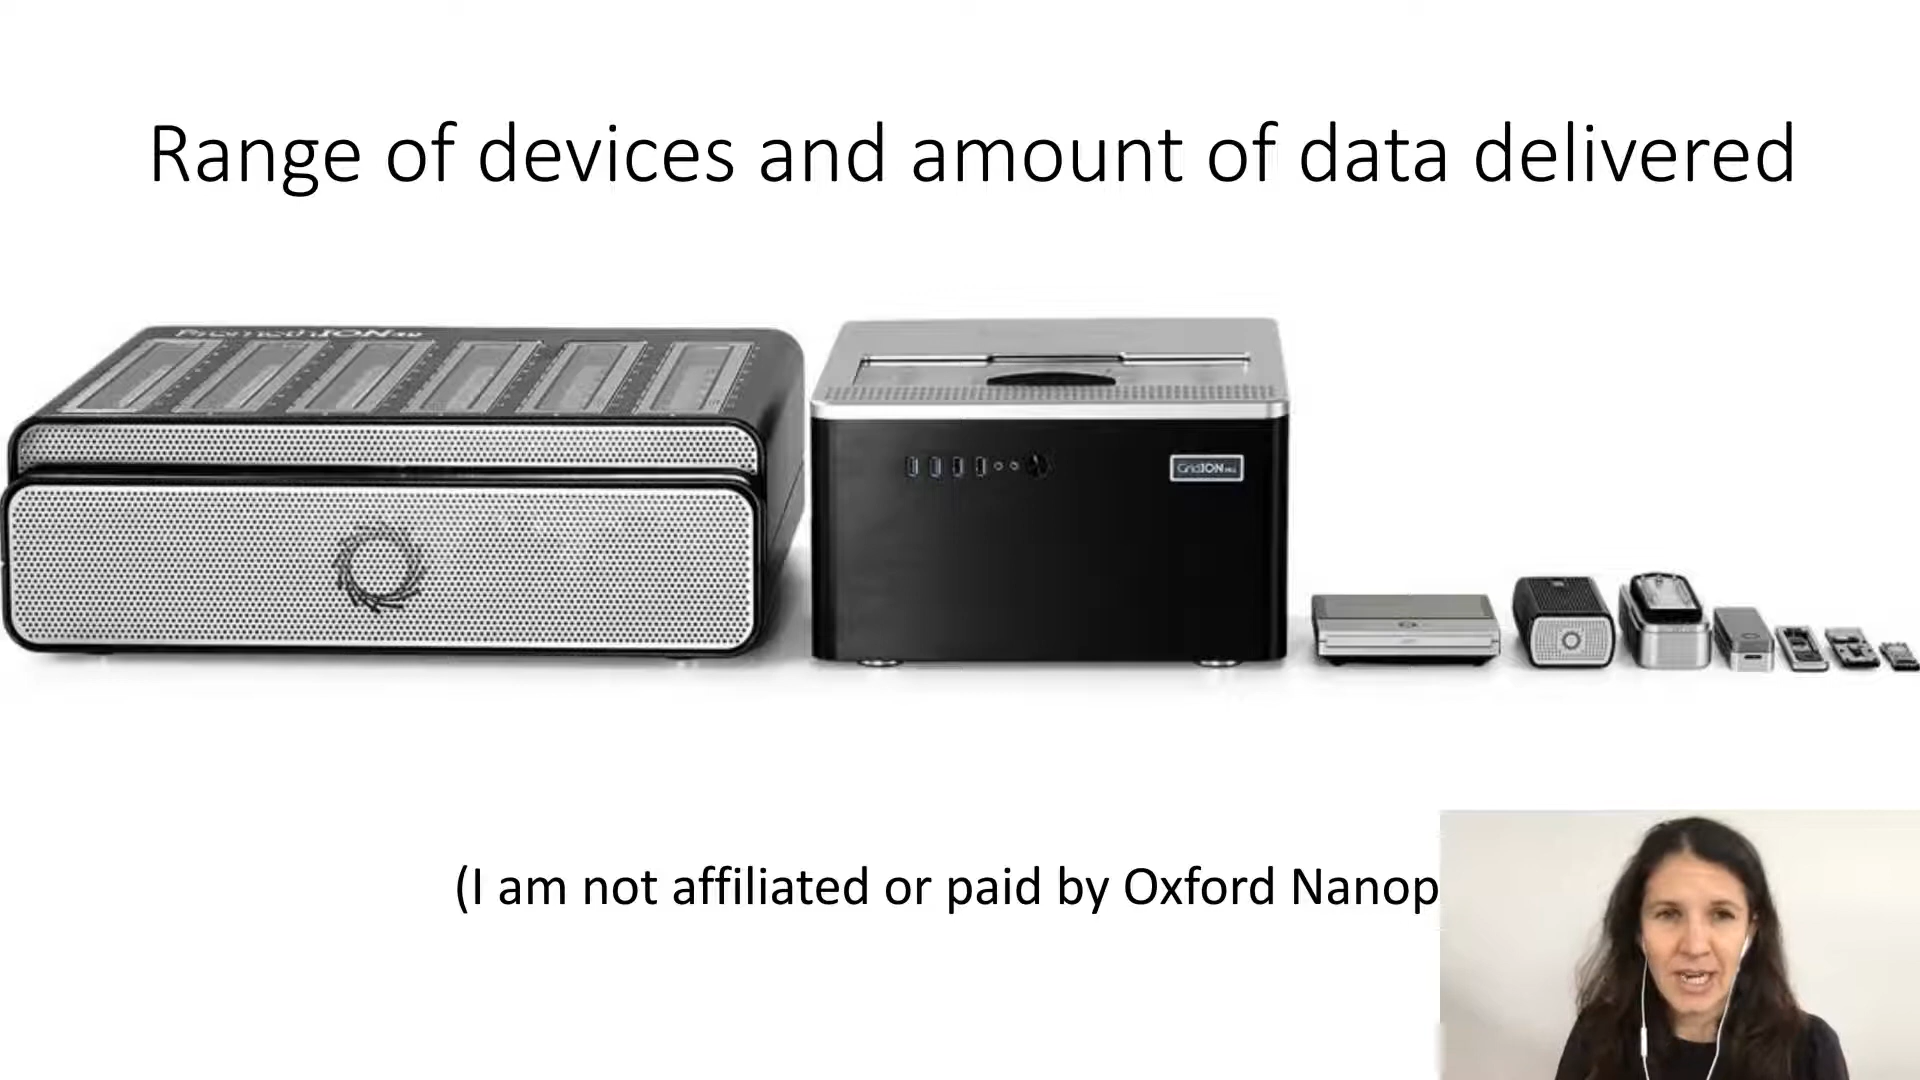 Range of devices and amount of data delivered
GridION
(I am not affiliated or paid by Oxford Nanop